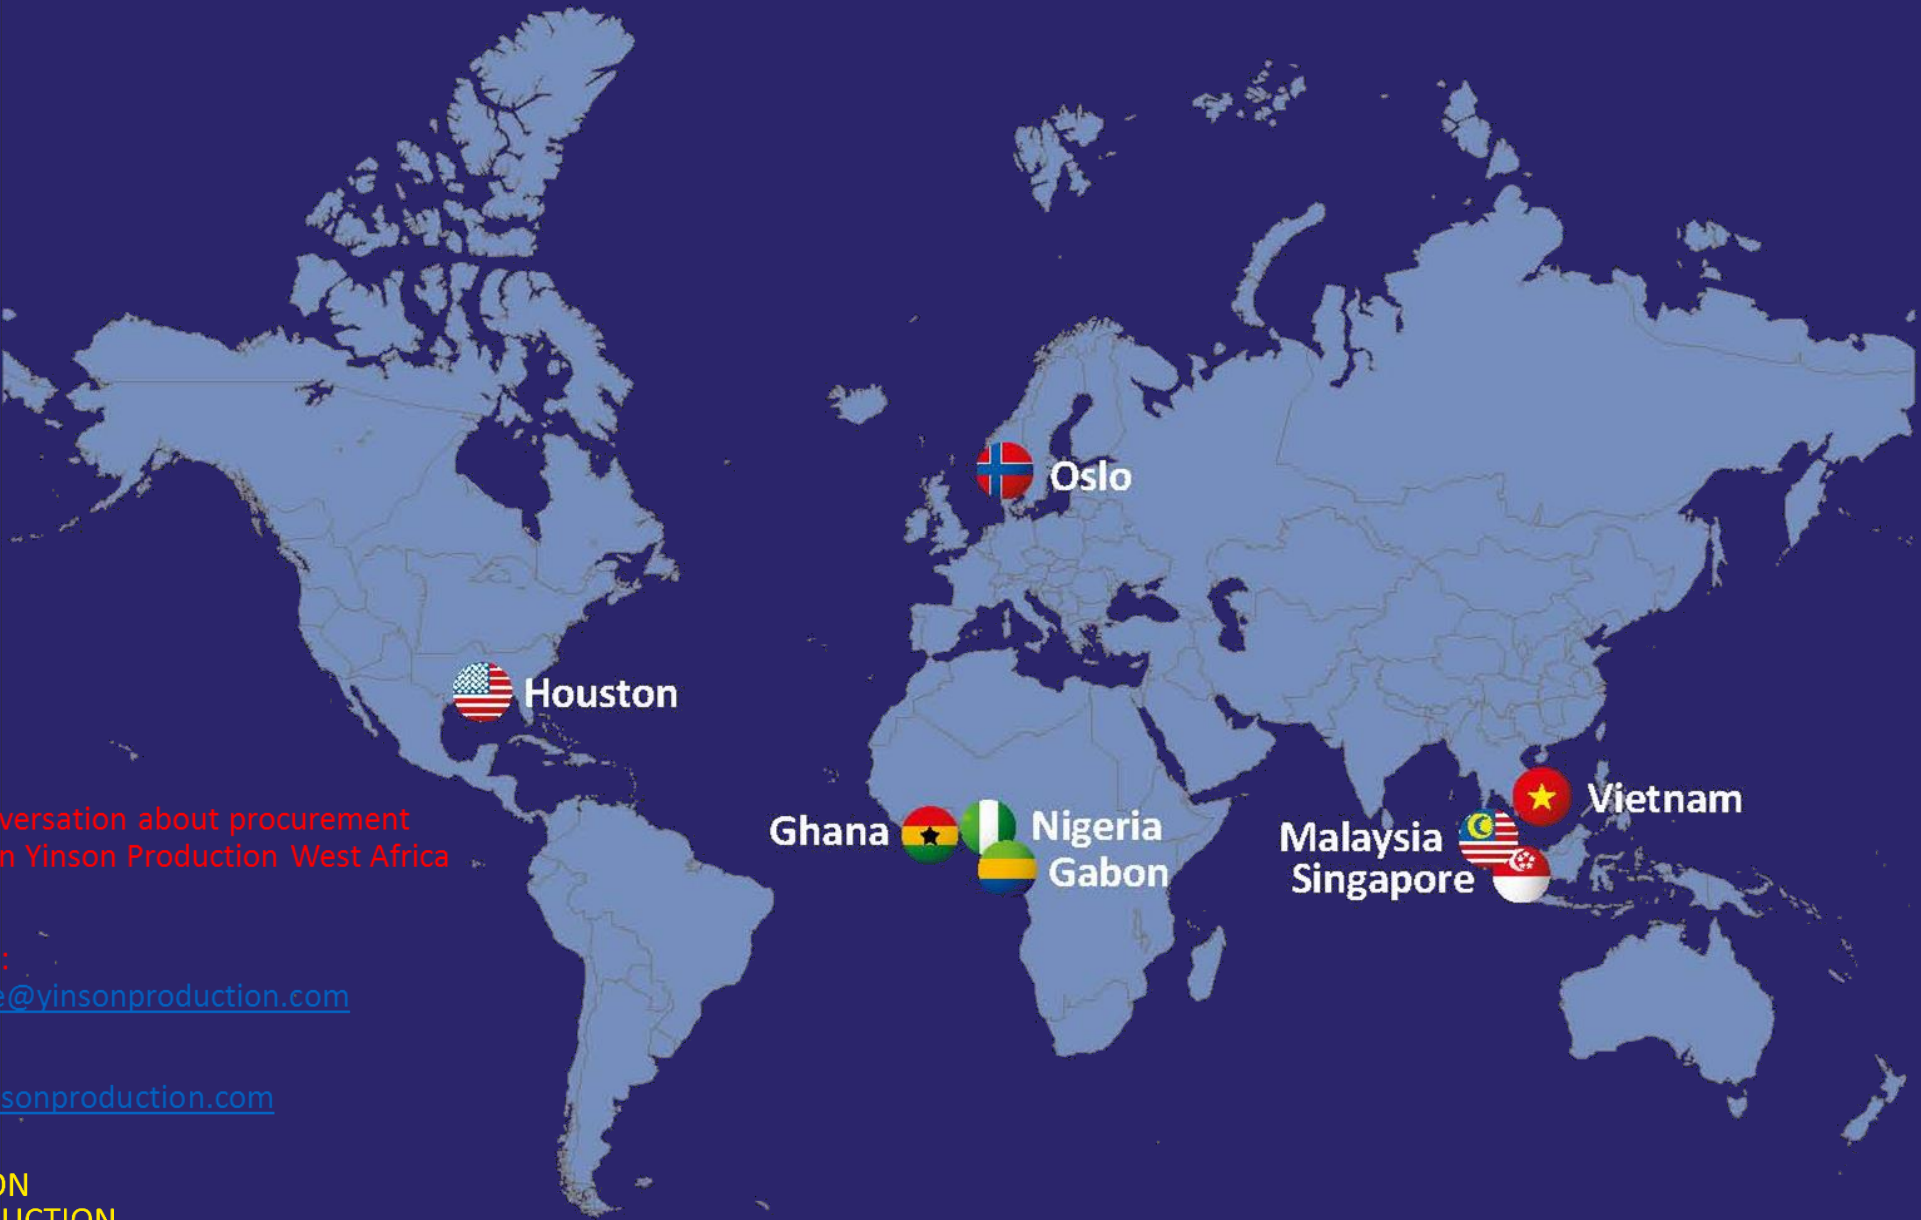 Oslo
Houston
Ghana
Nigeria
Gabon
Vietnam
Malaysia
Singapore
versation about procurement
n Yinson Production West Africa
:
e@yinsonproduction.com
sonproduction.com
ON
UCTION